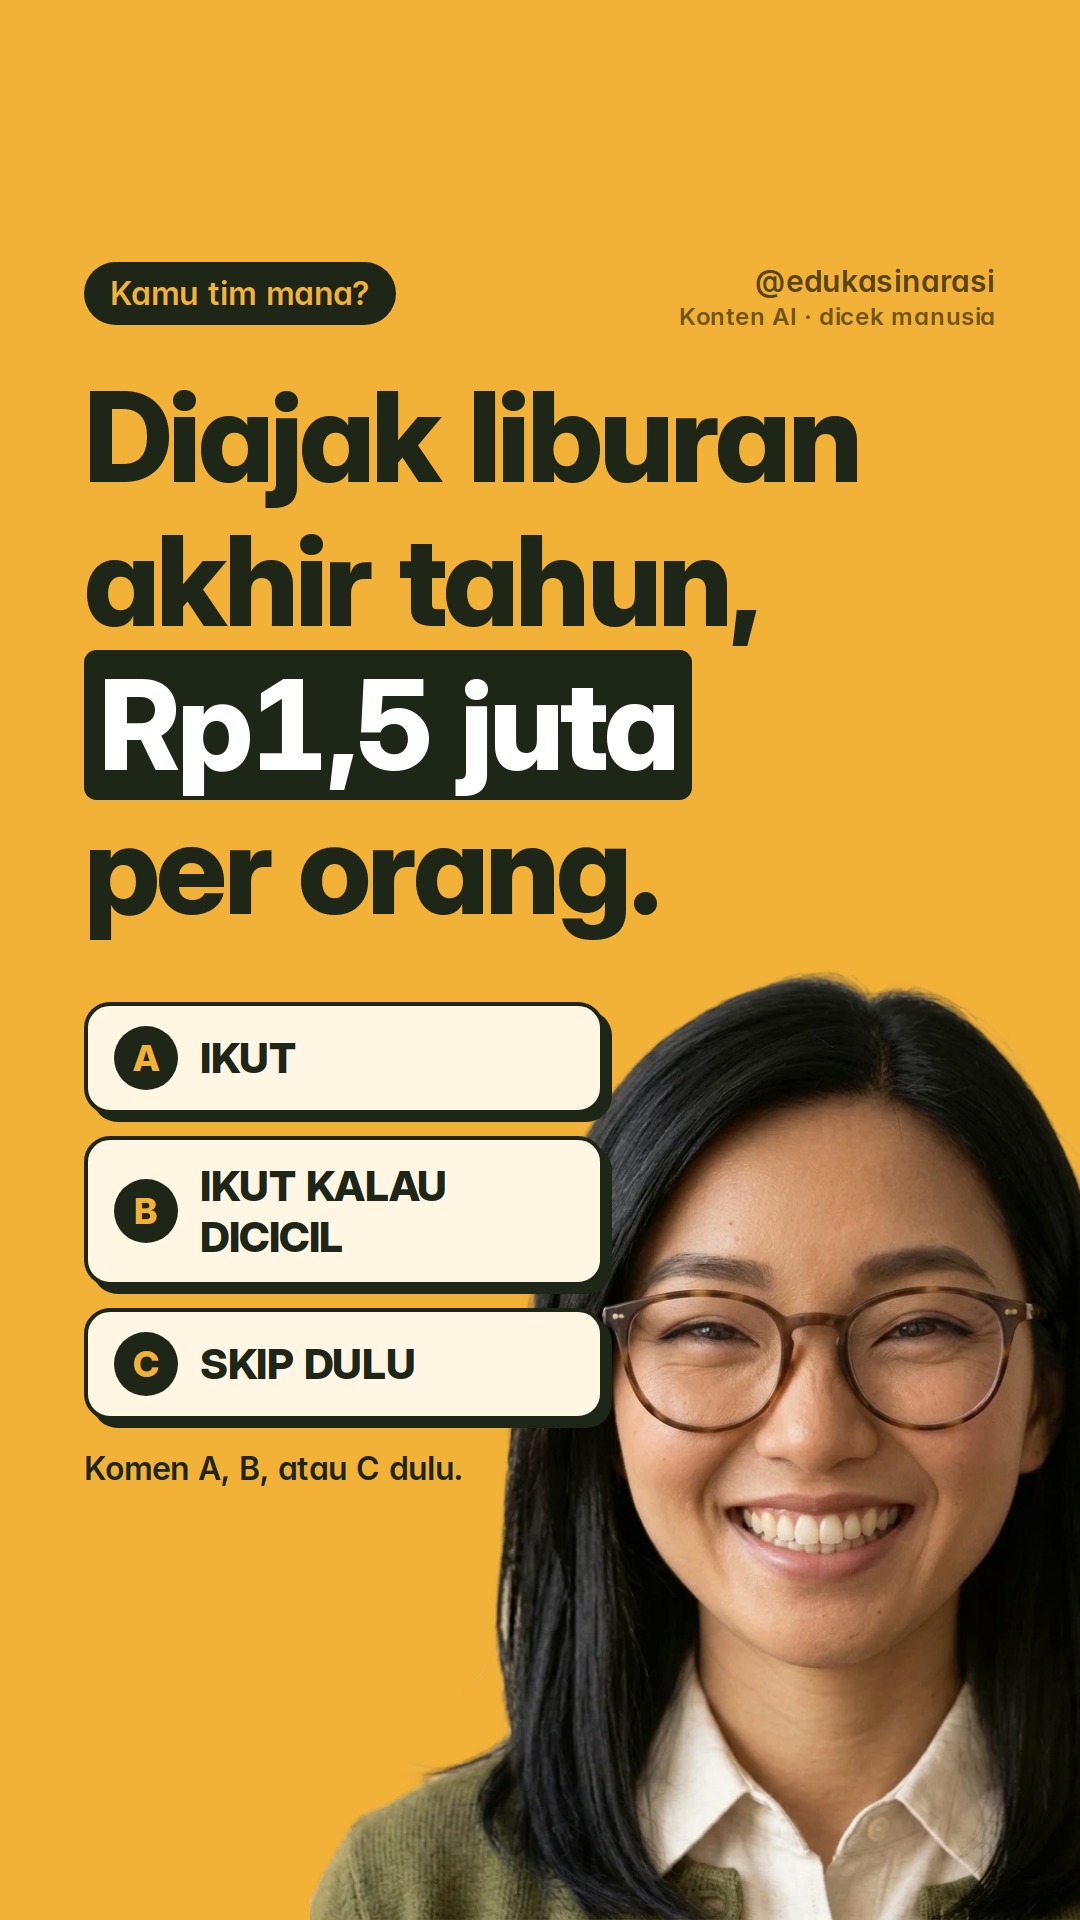 Kamu tim mana?
@edukasinarasi
Konten AI · dicek manusia
Diajak liburan
akhir tahun,
Rp1,5 juta
per orang.
A IKUT
B IKUT KALAU
DICICIL
C SKIP DULU
Komen A, B, atau C dulu.